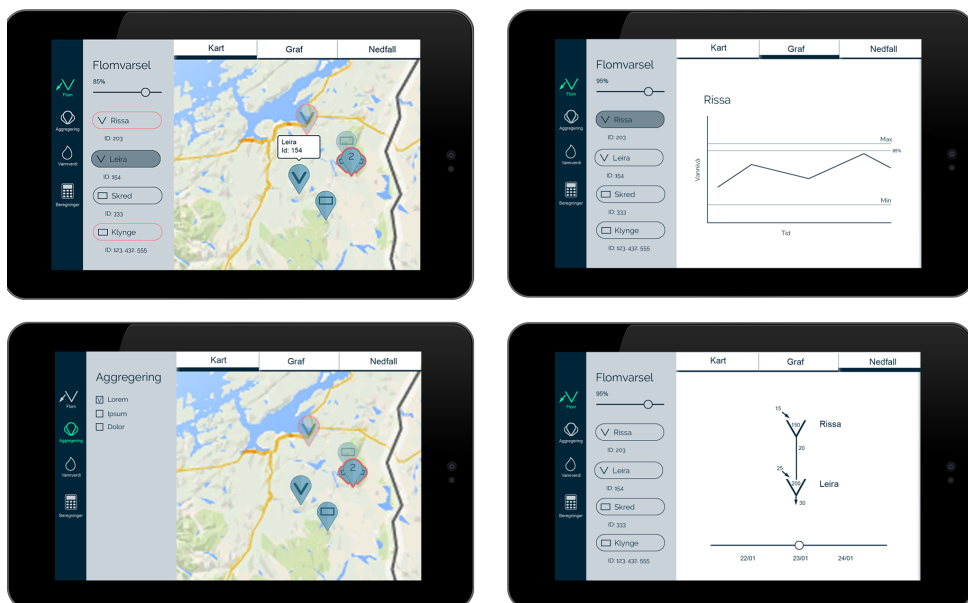 Kart
Graf
Nedfall
Flomvarsel
85%
Flom
Rissa
ID: 203
Aggregering
Leira
ID: 154
Vannverdi
Skred
ID: 333
Beregninger
Klynge
ID: 123, 432, 555
Leira
Id: 154
2
Kart
Graf
Nedfall
Flomvarsel
95%
Flom
Rissa
ID: 203
Aggregering
Leira
ID: 154
Vannverdi
Skred
ID: 333
Beregninger
Klynge
ID: 123, 432, 555
Rissa
Max
95%
Vannivå
Min
Tid
Kart
Graf
Nedfall
Aggregering
Lorem
Ipsum
Dolor
Flom
Aggregering
Vannverdi
Beregninger
2
Kart
Graf
Nedfall
Flomvarsel
95%
Flom
Rissa
ID: 203
Aggregering
Leira
ID: 154
Vannverdi
Skred
ID: 333
Beregninger
Klynge
ID: 123, 432, 555
15
150
Rissa
20
25
200
Leira
30
22/01
23/01
24/01